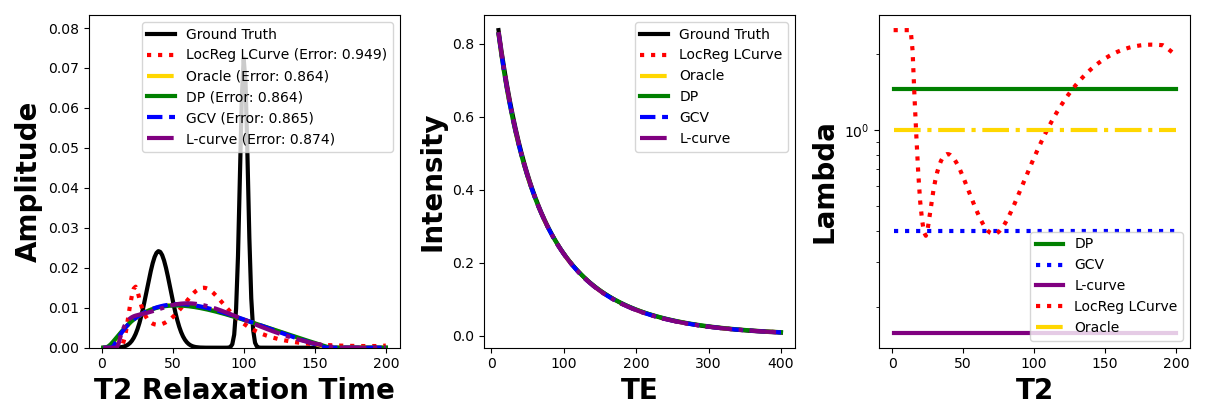 Amplitude
0.08
0.07
0.06
0.05
0.04
0.03
0.02
0.01
0.00
0
50
100
150
200
T2 Relaxation Time
Ground Truth
LocReg LCurve (Error: 0.949)
Oracle (Error: 0.864)
DP (Error: 0.864)
GCV (Error: 0.865)
L-curve (Error: 0.874)
Intensity
0.8
0.6
0.4
0.2
0.0
0
100
200
300
400
TE
Ground Truth
LocReg LCurve
Oracle
DP
GCV
L-curve
Lambda
10⁰
0
50
100
150
200
T2
DP
GCV
L-curve
LocReg LCurve
Oracle